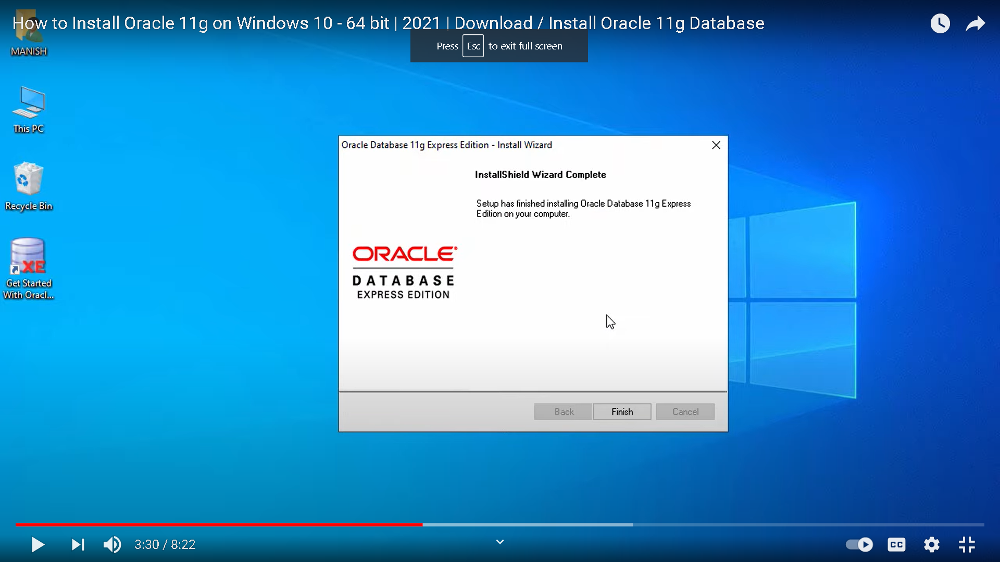 How to Install Oracle 11g on Windows 10 - 64 bit | 2021 | Download / Install Oracle 11g Database
Press Esc to exit full screen
MANISH
This PC
Recycle Bin
XE
Get Started
With Oracl...
Oracle Database 11g Express Edition - Install Wizard
InstallShield Wizard Complete
Setup has finished installing Oracle Database 11g Express
Edition on your computer.
ORACLE®
DATABASE
EXPRESS EDITION
Back
Finish
Cancel
3:30 / 8:22
CC